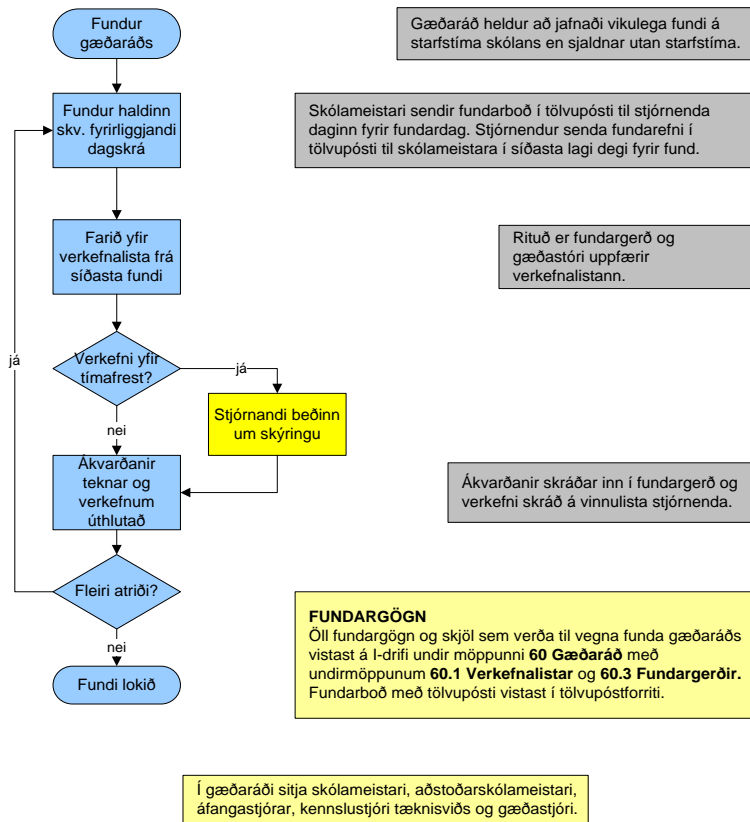 Fundur
gæðaráðs
Gæðaráð heldur að jafnaði vikulega fundi á
starfstíma skólans en sjaldnar utan starfstíma.
Fundur haldinn
skv. fyrirliggjandi
dagskrá
Skólameistari sendir fundarboð í tölvupósti til stjórnenda
daginn fyrir fundardag. Stjórnendur senda fundarefni í
tölvupósti til skólameistara í síðasta lagi degi fyrir fund.
Farið yfir
verkefnalista frá
síðasta fundi
Rituð er fundargerð og
gæðastóri uppfærir
verkefnalistann.
Verkefni yfir
tímafrest?
já
já
nei
Stjórnandi beðinn
um skýringu
Ákvarðanir
teknar og
verkefnum
úthlutað
Ákvarðanir skráðar inn í fundargerð og
verkefni skráð á vinnulista stjórnenda.
Fleiri atriði?
nei
Fundi lokið
FUNDARGÖGN
Öll fundargögn og skjöl sem verða til vegna funda gæðaráðs
vistast á I-drifi undir möppunni 60 Gæðaráð með
undirmöppunum 60.1 Verkefnalistar og 60.3 Fundargerðir.
Fundarboð með tölvupósti vistast í tölvupóstforriti.
Í gæðaráði sitja skólameistari, aðstoðarskólameistari,
áfangastjórar, kennslustjóri tæknisviðs og gæðastjóri.